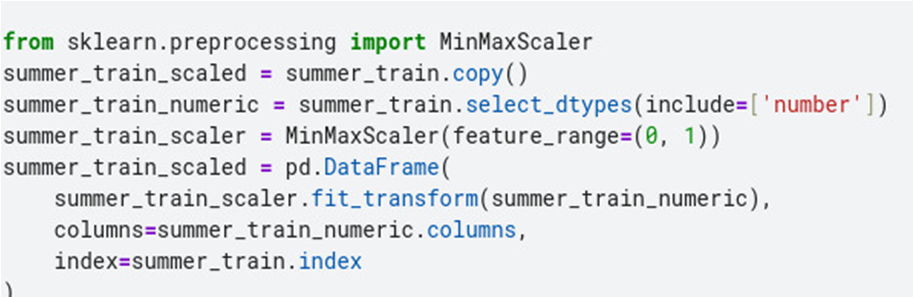 from sklearn.preprocessing import MinMaxScaler
summer_train_scaled = summer_train.copy()
summer_train_numeric = summer_train.select_dtypes(include=['number'])
summer_train_scaler = MinMaxScaler(feature_range=(0, 1))
summer_train_scaled = pd.DataFrame(
    summer_train_scaler.fit_transform(summer_train_numeric),
    columns=summer_train_numeric.columns,
    index=summer_train.index
)